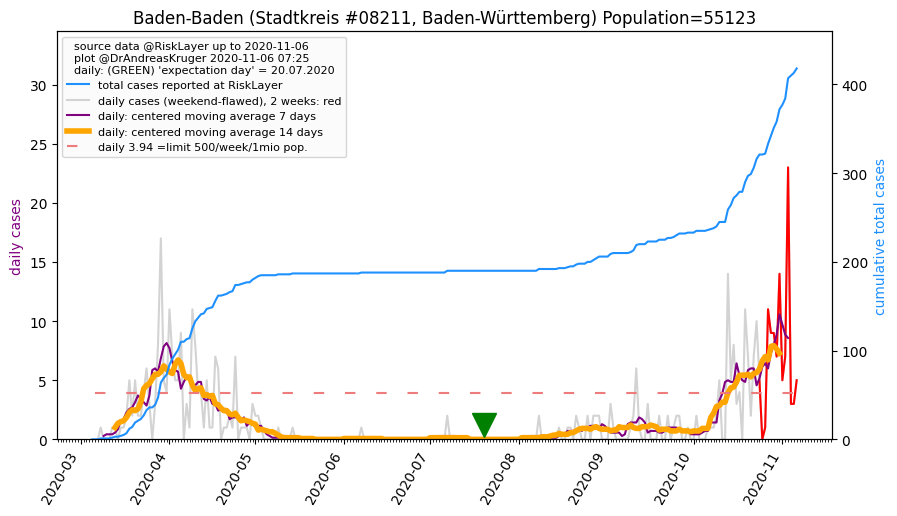 Baden-Baden (Stadtkreis #08211, Baden-Württemberg) Population=55123
source data @RiskLayer up to 2020-11-06
plot @DrAndreasKruger 2020-11-06 07:25
daily: (GREEN) 'expectation day' = 20.07.2020
total cases reported at RiskLayer
daily cases (weekend-flawed), 2 weeks: red
daily: centered moving average 7 days
daily: centered moving average 14 days
daily 3.94 =limit 500/week/1mio pop.
daily cases
30
25
20
15
10
5
0
cumulative total cases
400
300
200
100
0
2020-03
2020-04
2020-05
2020-06
2020-07
2020-08
2020-09
2020-10
2020-11